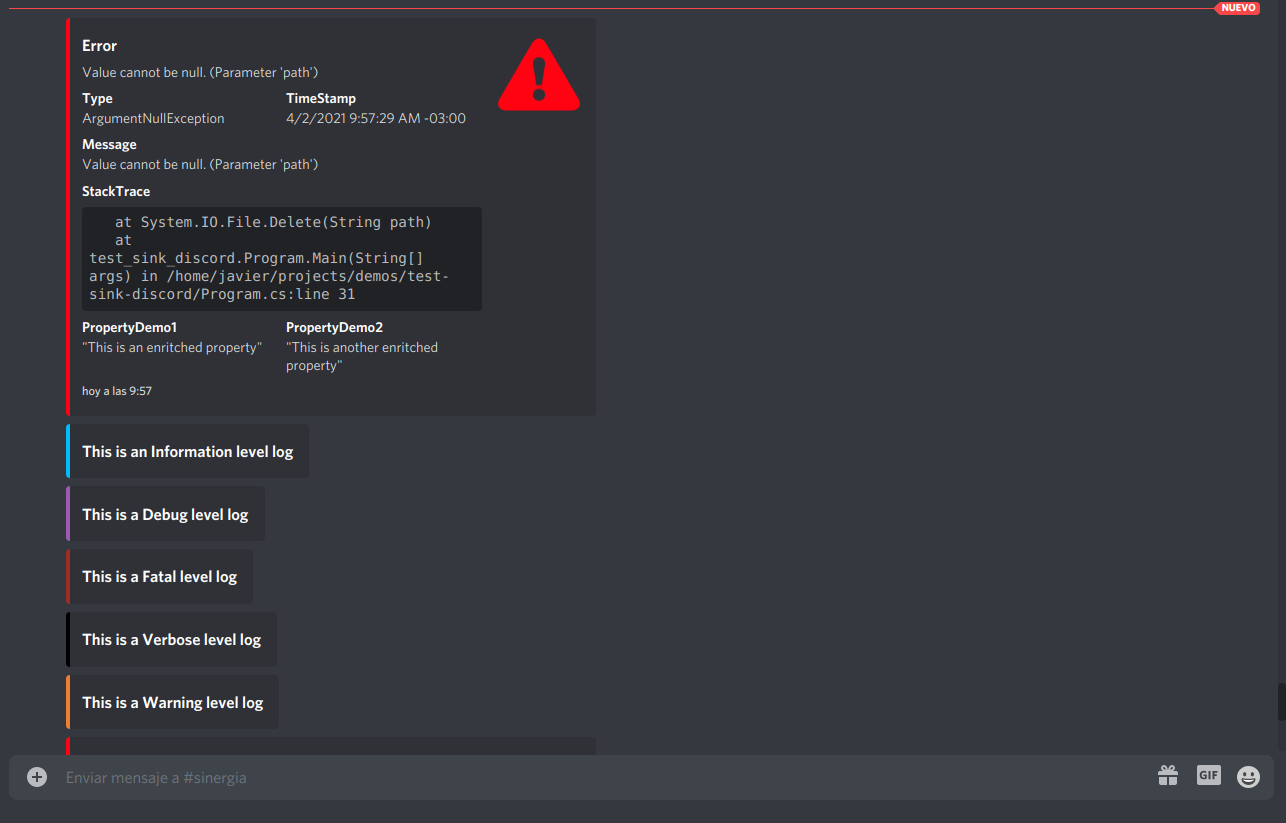 NUEVO
Error
Value cannot be null. (Parameter 'path')
Type TimeStamp
ArgumentNullException 4/2/2021 9:57:29 AM -03:00
Message
Value cannot be null. (Parameter 'path')
StackTrace
at System.IO.File.Delete(String path)
at
test_sink_discord.Program.Main(String[]
args) in /home/javier/projects/demos/test-
sink-discord/Program.cs:line 31
PropertyDemo1 PropertyDemo2
"This is an enritched property" "This is another enritched
property"
hoy a las 9:57
This is an Information level log
This is a Debug level log
This is a Fatal level log
This is a Verbose level log
This is a Warning level log
Enviar mensaje a #sinergia
GIF